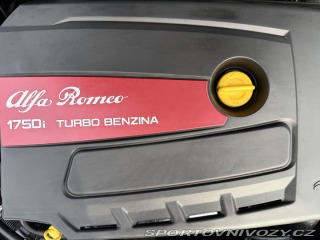 Alfa Romeo
1750i TURBO BENZINA
SPORTOVNIVOZY.CZ